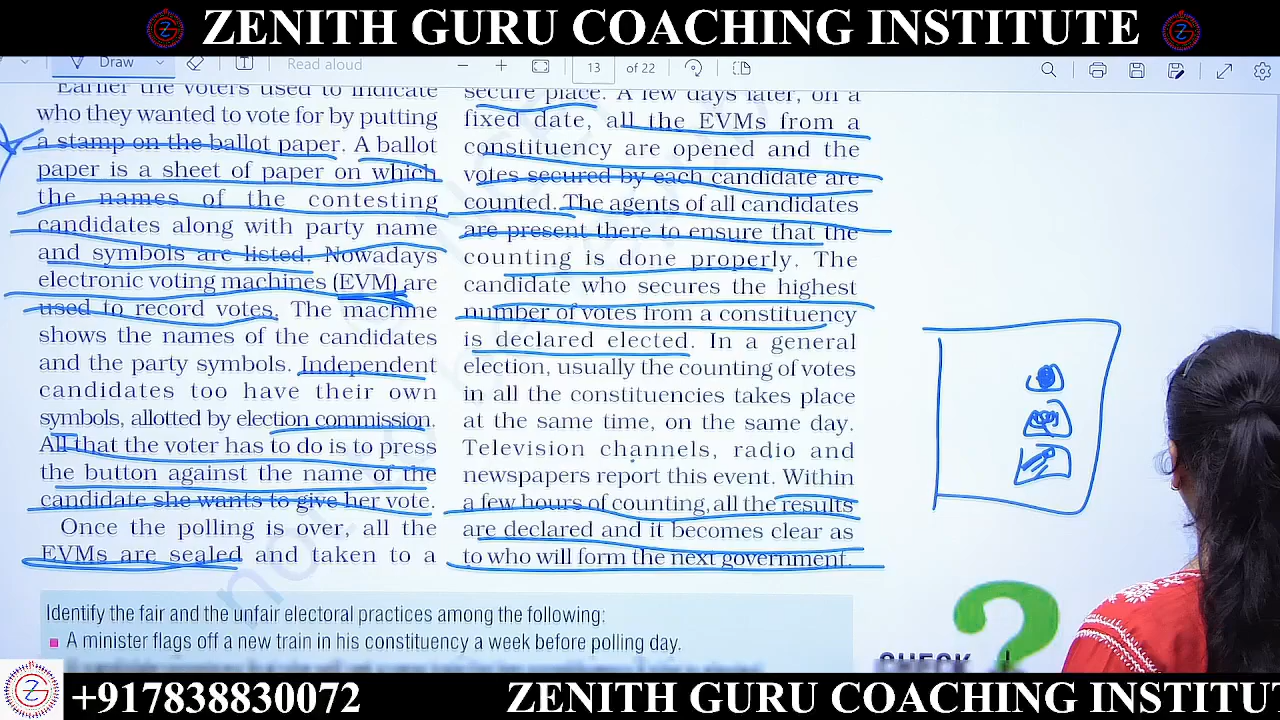 ZENITH GURU COACHING INSTITUTE
Draw
Read aloud
13
of 22
Earlier the voters used to indicate
who they wanted to vote for by putting
a stamp on the ballot paper. A ballot
paper is a sheet of paper on which
the names of the contesting
candidates along with party name
and symbols are listed. Nowadays
electronic voting machines (EVM) are
used to record votes. The machine
shows the names of the candidates
and the party symbols. Independent
candidates too have their own
symbols, allotted by election commission.
All that the voter has to do is to press
the button against the name of the
candidate she wants to give her vote.
Once the polling is over, all the
EVMs are sealed and taken to a
secure place. A few days later, on a
fixed date, all the EVMs from a
constituency are opened and the
votes secured by each candidate are
counted. The agents of all candidates
are present there to ensure that the
counting is done properly. The
candidate who secures the highest
number of votes from a constituency
is declared elected. In a general
election, usually the counting of votes
in all the constituencies takes place
at the same time, on the same day.
Television channels, radio and
newspapers report this event. Within
a few hours of counting, all the results
are declared and it becomes clear as
to who will form the next government.
Identify the fair and the unfair electoral practices among the following:
■ A minister flags off a new train in his constituency a week before polling day.
CHECK
+917838830072
ZENITH GURU COACHING INSTITUT